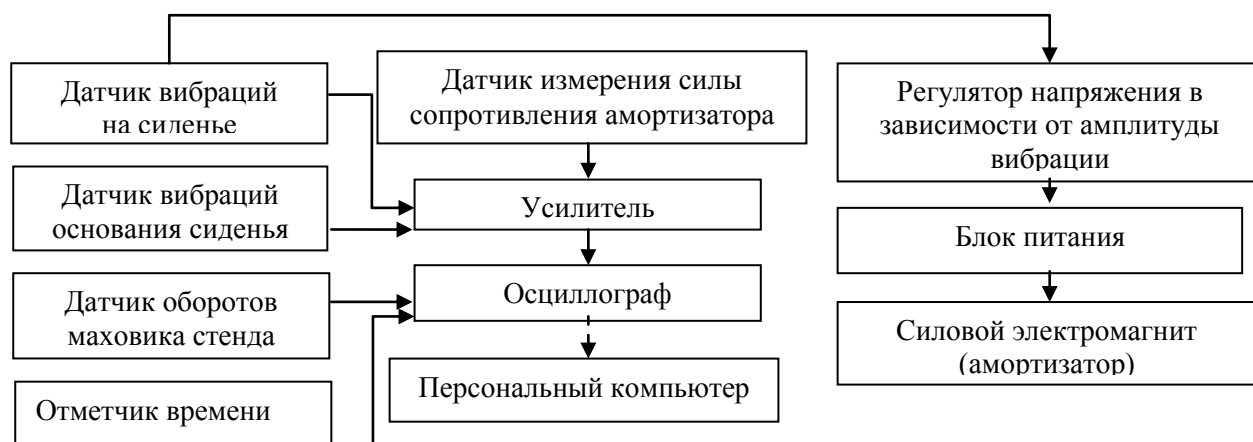 Датчик вибраций
на сиденье
Датчик измерения силы
сопротивления амортизатора
Регулятор напряжения в
зависимости от амплитуды
вибрации
Датчик вибраций
основания сиденья
Усилитель
Блок питания
Датчик оборотов
маховика стенда
Осциллограф
Силовой электромагнит
(амортизатор)
Персональный компьютер
Отметчик времени